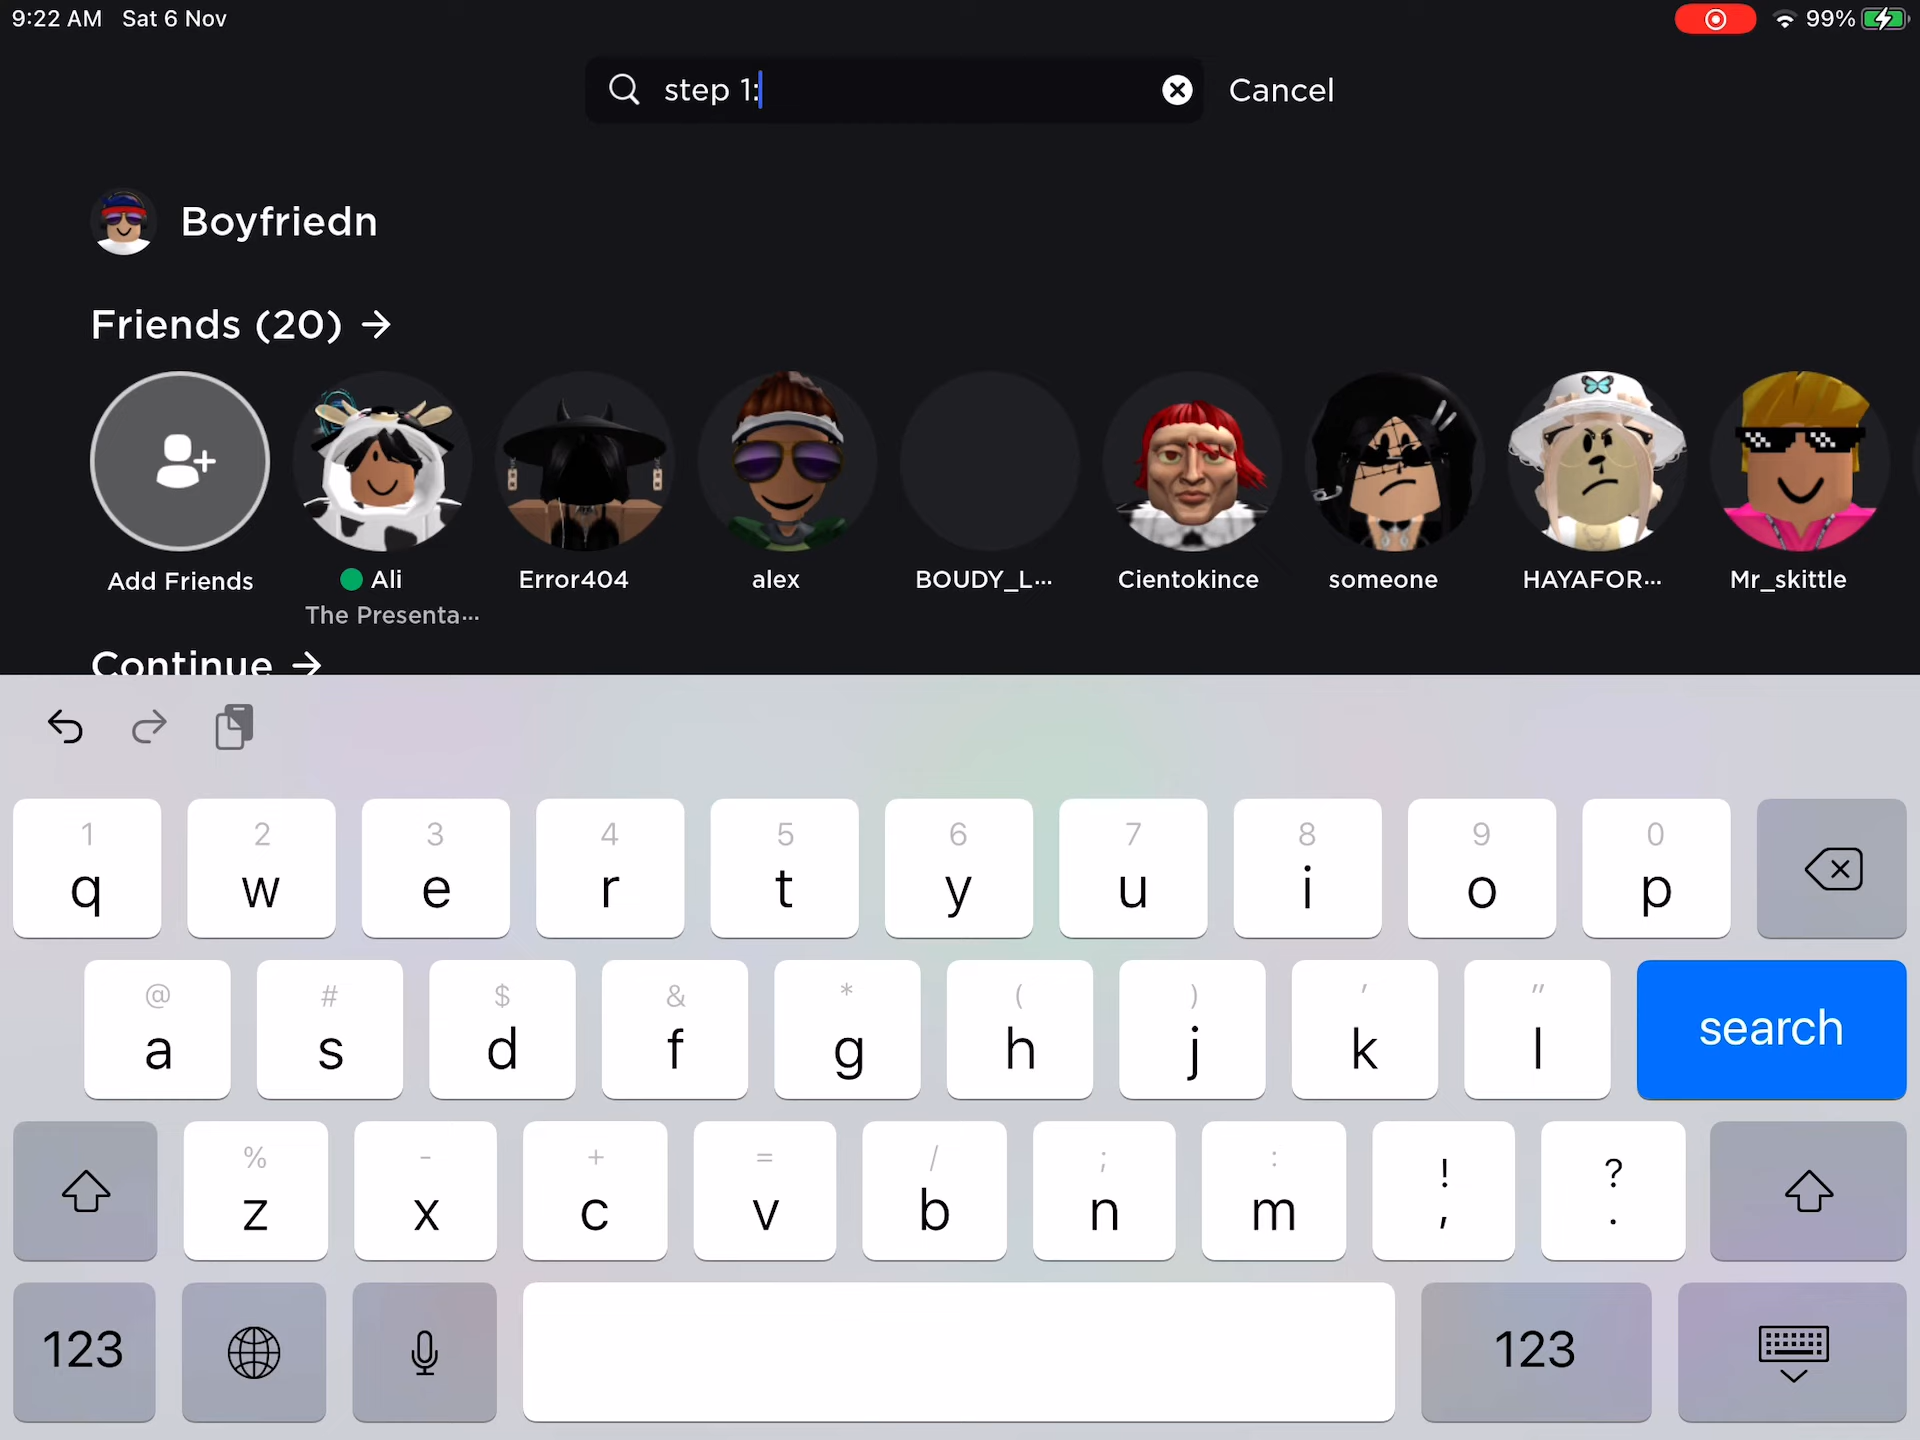 9:22 AM Sat 6 Nov 99%
step 1: Cancel
Boyfriedn
Friends (20) →
Add Friends Ali Error404 alex BOUDY_L... Cientokince someone HAYAFOR... Mr_skittle
The Presenta...
Continue →
1 2 3 4 5 6 7 8 9 0
q w e r t y u i o p
@ # $ & * ( ) ' "
a s d f g h j k l search
% - + = / ; : ! ?
z x c v b n m , .
123 123